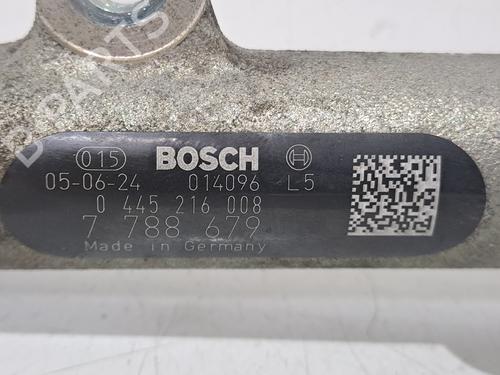 015 BOSCH
05-06-24 014096 L5
0 445 216 008
7 788 679
Made in Germany